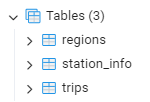 Tables (3)
regions
station_info
trips